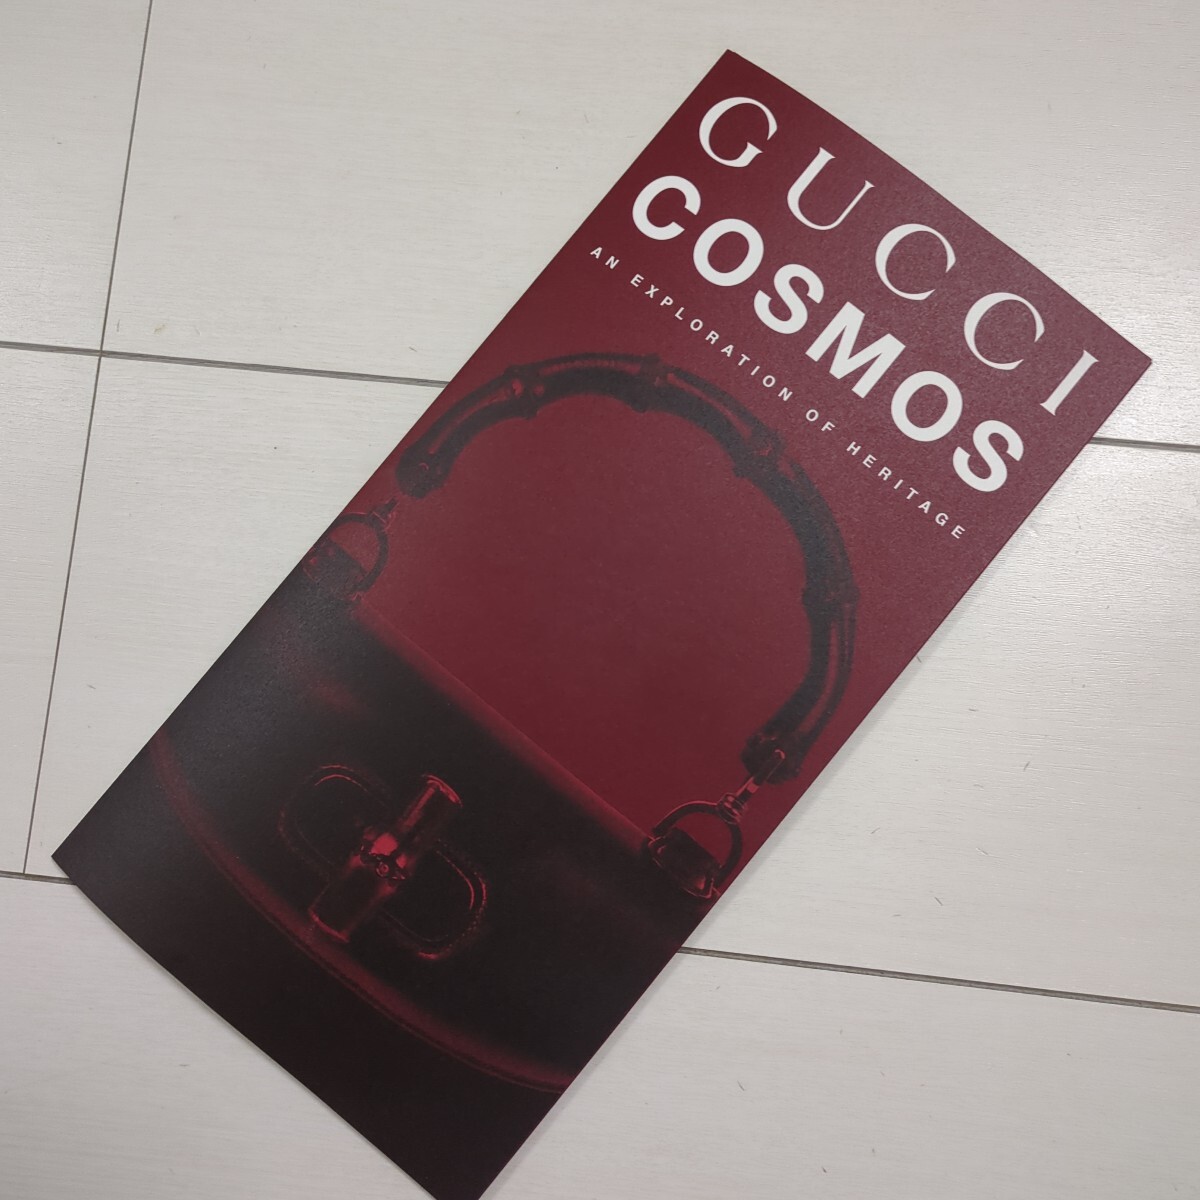 GUCCI
COSMOS
AN EXPLORATION OF HERITAGE